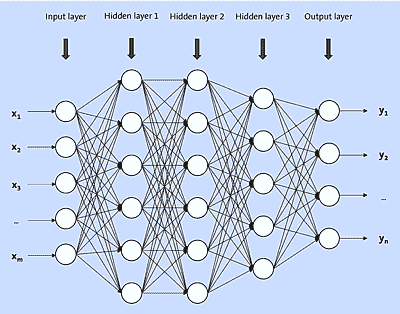 Input layer
Hidden layer 1
Hidden layer 2
Hidden layer 3
Output layer
x1
x2
x3
...
xm
y1
y2
...
yn